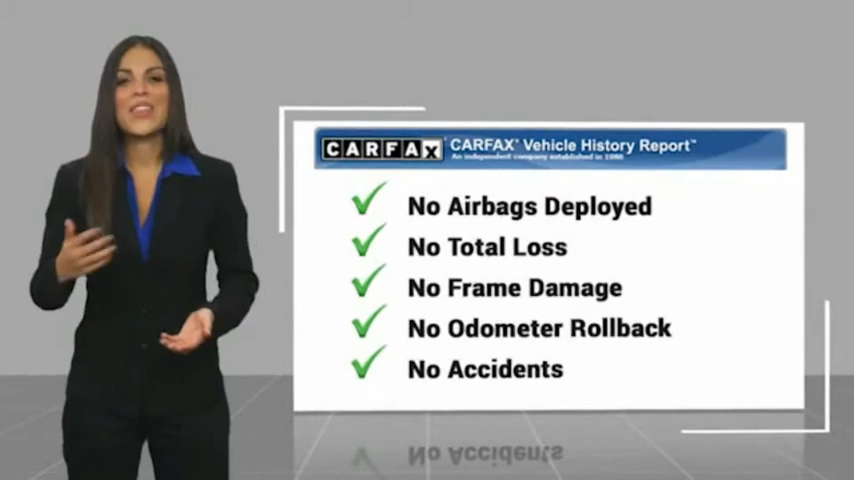 CARFAX
CARFAX® Vehicle History Report™
An independent company established in 1986
No Airbags Deployed
No Total Loss
No Frame Damage
No Odometer Rollback
No Accidents
No Accidents